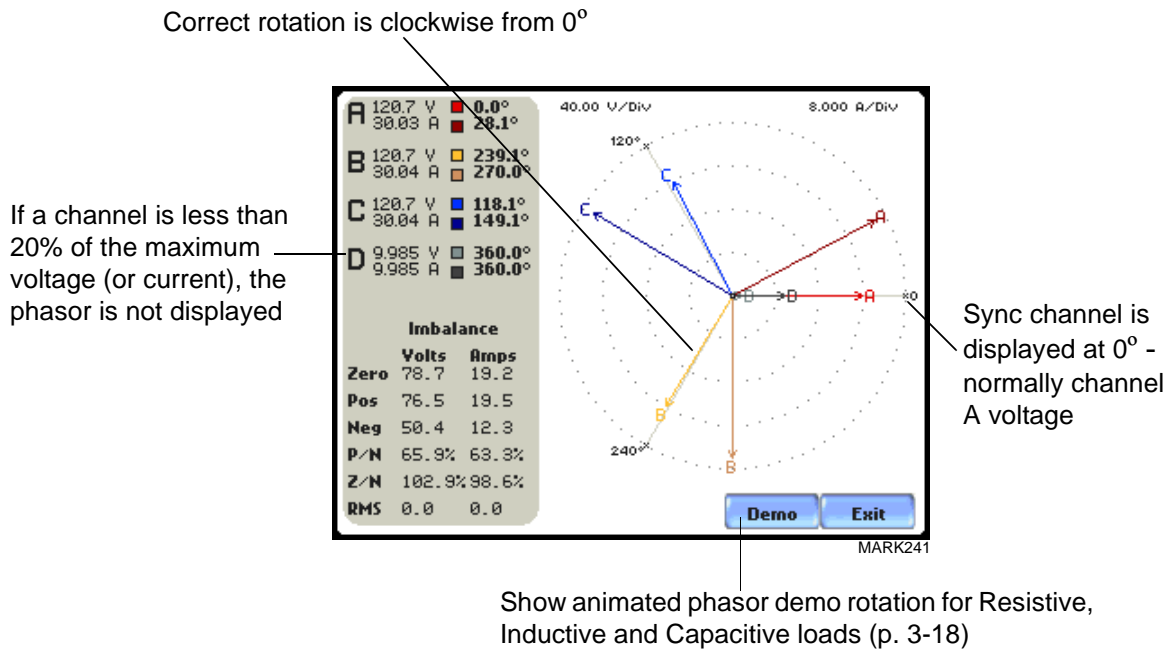 Correct rotation is clockwise from 0°
A 120.7 V 0.0°
30.03 A 28.1°
B 120.7 V 239.1°
30.04 A 270.0°
C 120.7 V 118.1°
30.04 A 149.1°
D 9.985 V 360.0°
9.985 A 360.0°
Imbalance
Volts Amps
Zero 78.7 19.2
Pos 76.5 19.5
Neg 50.4 12.3
P/N 65.9% 63.3%
Z/N 102.9% 98.6%
RMS 0.0 0.0
40.00 V/Div 8.000 A/Div
120°
C
C
A
D D A 0
B
240°
B
Demo Exit
MARK241
If a channel is less than
20% of the maximum
voltage (or current), the
phasor is not displayed
Sync channel is
displayed at 0° -
normally channel
A voltage
Show animated phasor demo rotation for Resistive,
Inductive and Capacitive loads (p. 3-18)